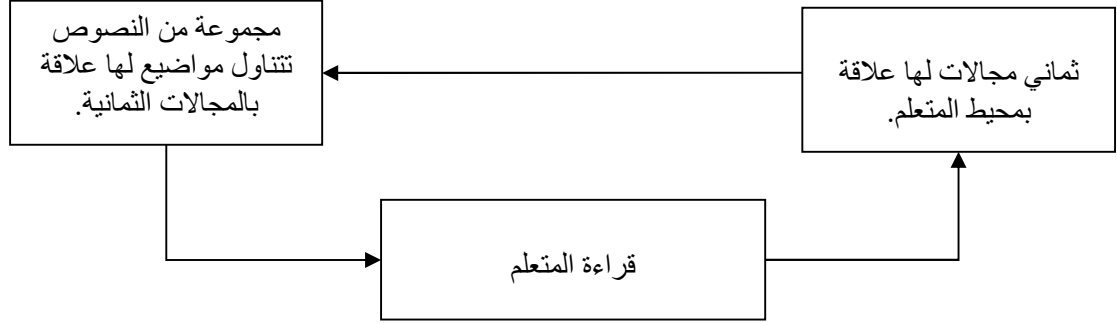 ثماني مجالات لها علاقة
بمحيط المتعلم.
مجموعة من النصوص
تتناول مواضيع لها علاقة
بالمجالات الثمانية.
قراءة المتعلم